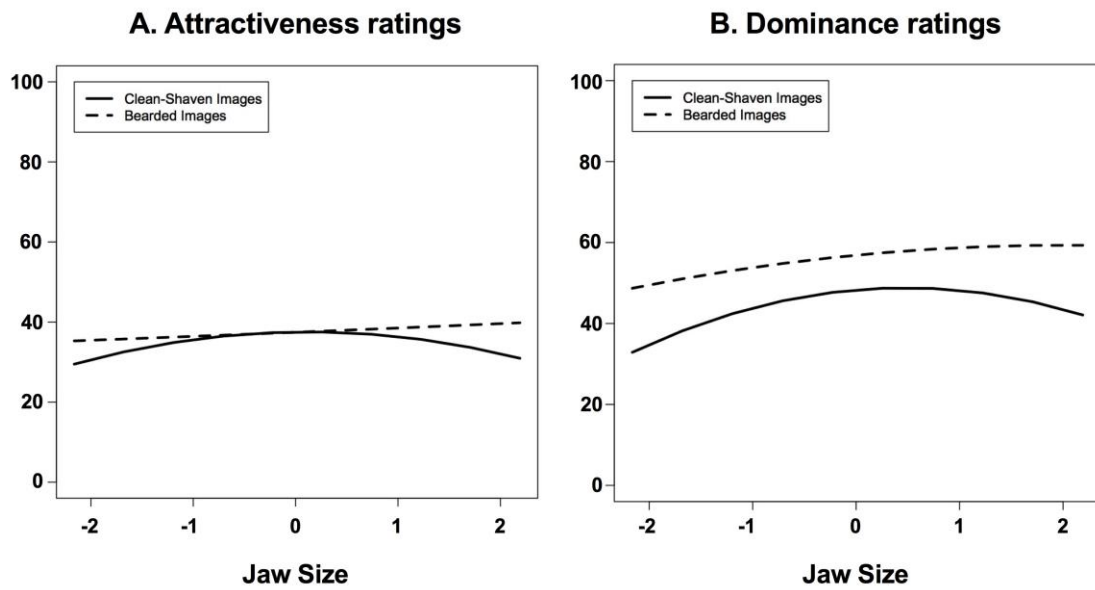 A. Attractiveness ratings
Clean-Shaven Images
Bearded Images
100
80
60
40
20
0
-2 -1 0 1 2
Jaw Size
B. Dominance ratings
Clean-Shaven Images
Bearded Images
100
80
60
40
20
0
-2 -1 0 1 2
Jaw Size